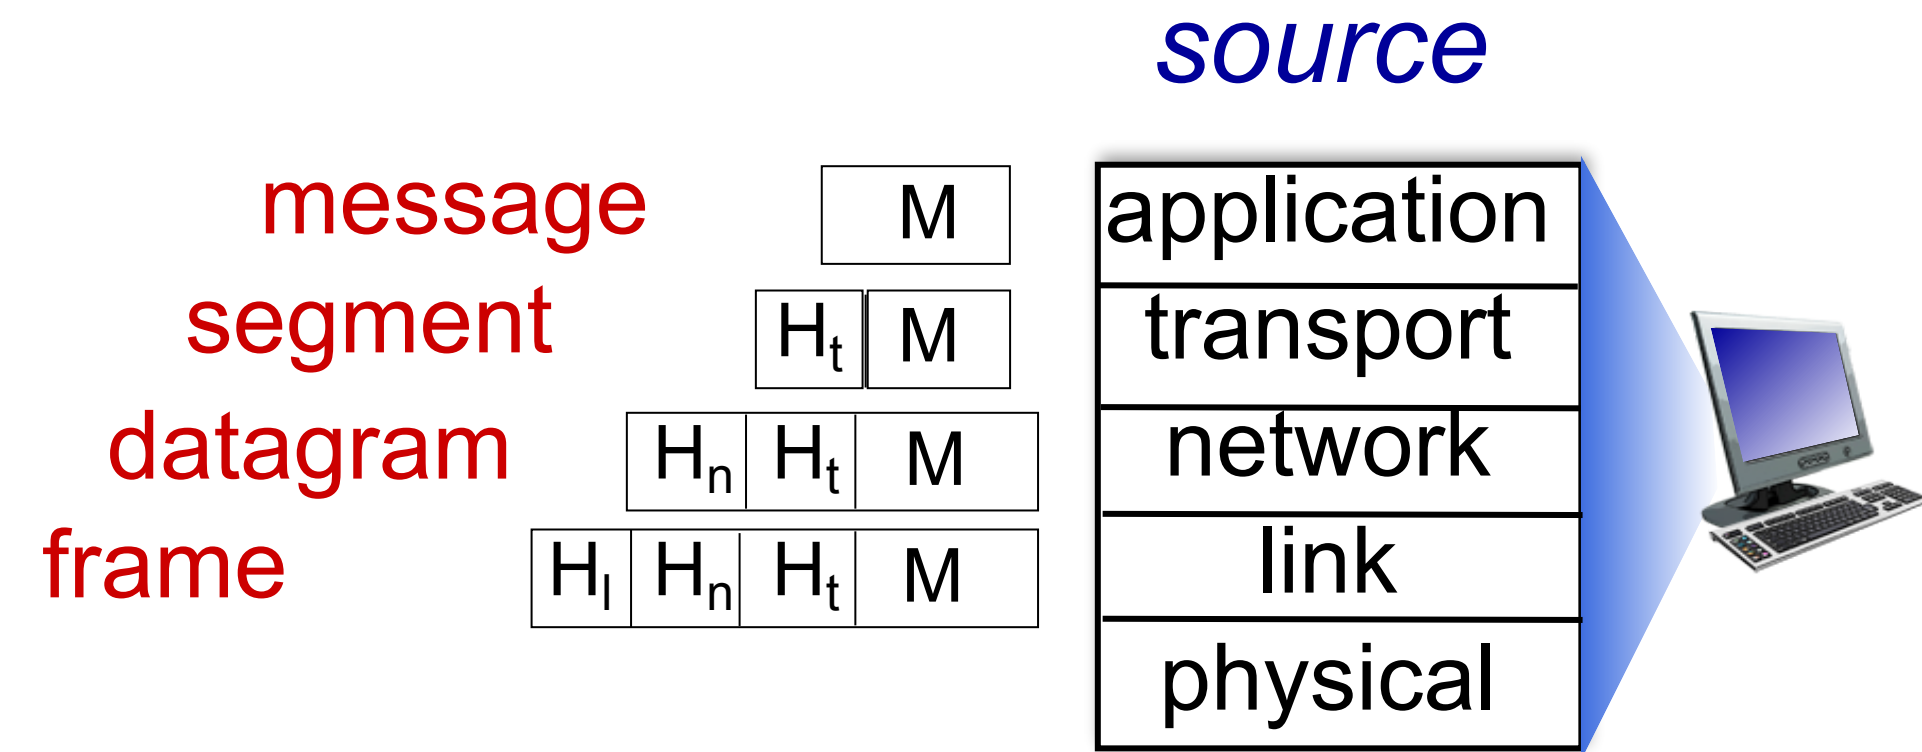 source
message M application
segment Hₜ M transport
datagram Hₙ Hₜ M network
frame Hₗ Hₙ Hₜ M link
physical